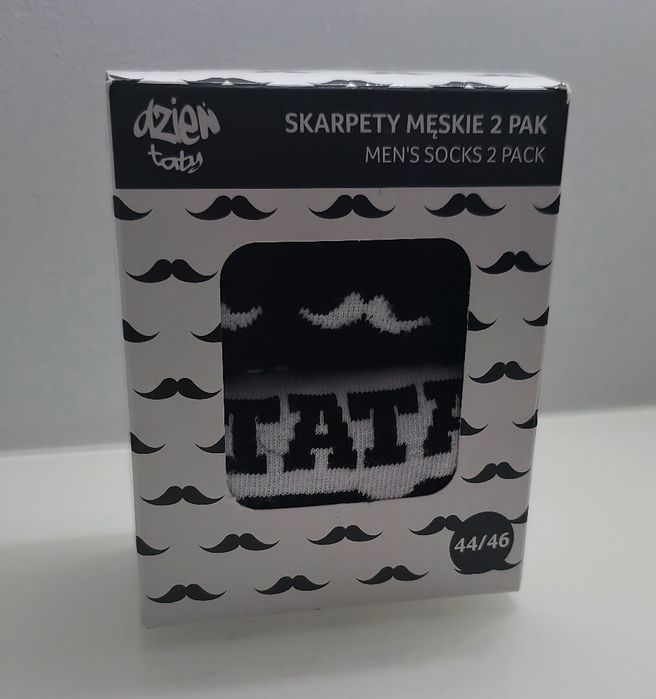 dzień
taty
SKARPETY MĘSKIE 2 PAK
MEN'S SOCKS 2 PACK
TATA
44/46